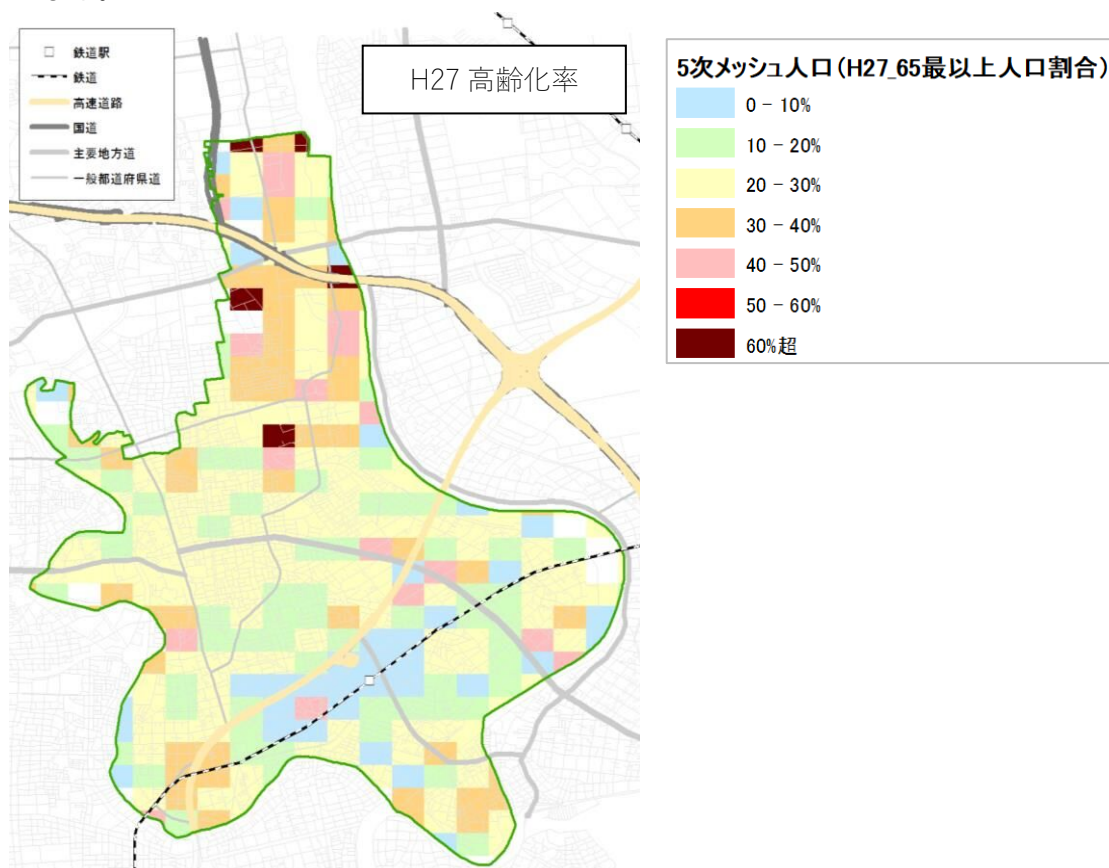 鉄道駅
鉄道
高速道路
国道
主要地方道
一般都道府県道
H27 高齢化率
5次メッシュ人口(H27_65最以上人口割合)
0 - 10%
10 - 20%
20 - 30%
30 - 40%
40 - 50%
50 - 60%
60%超